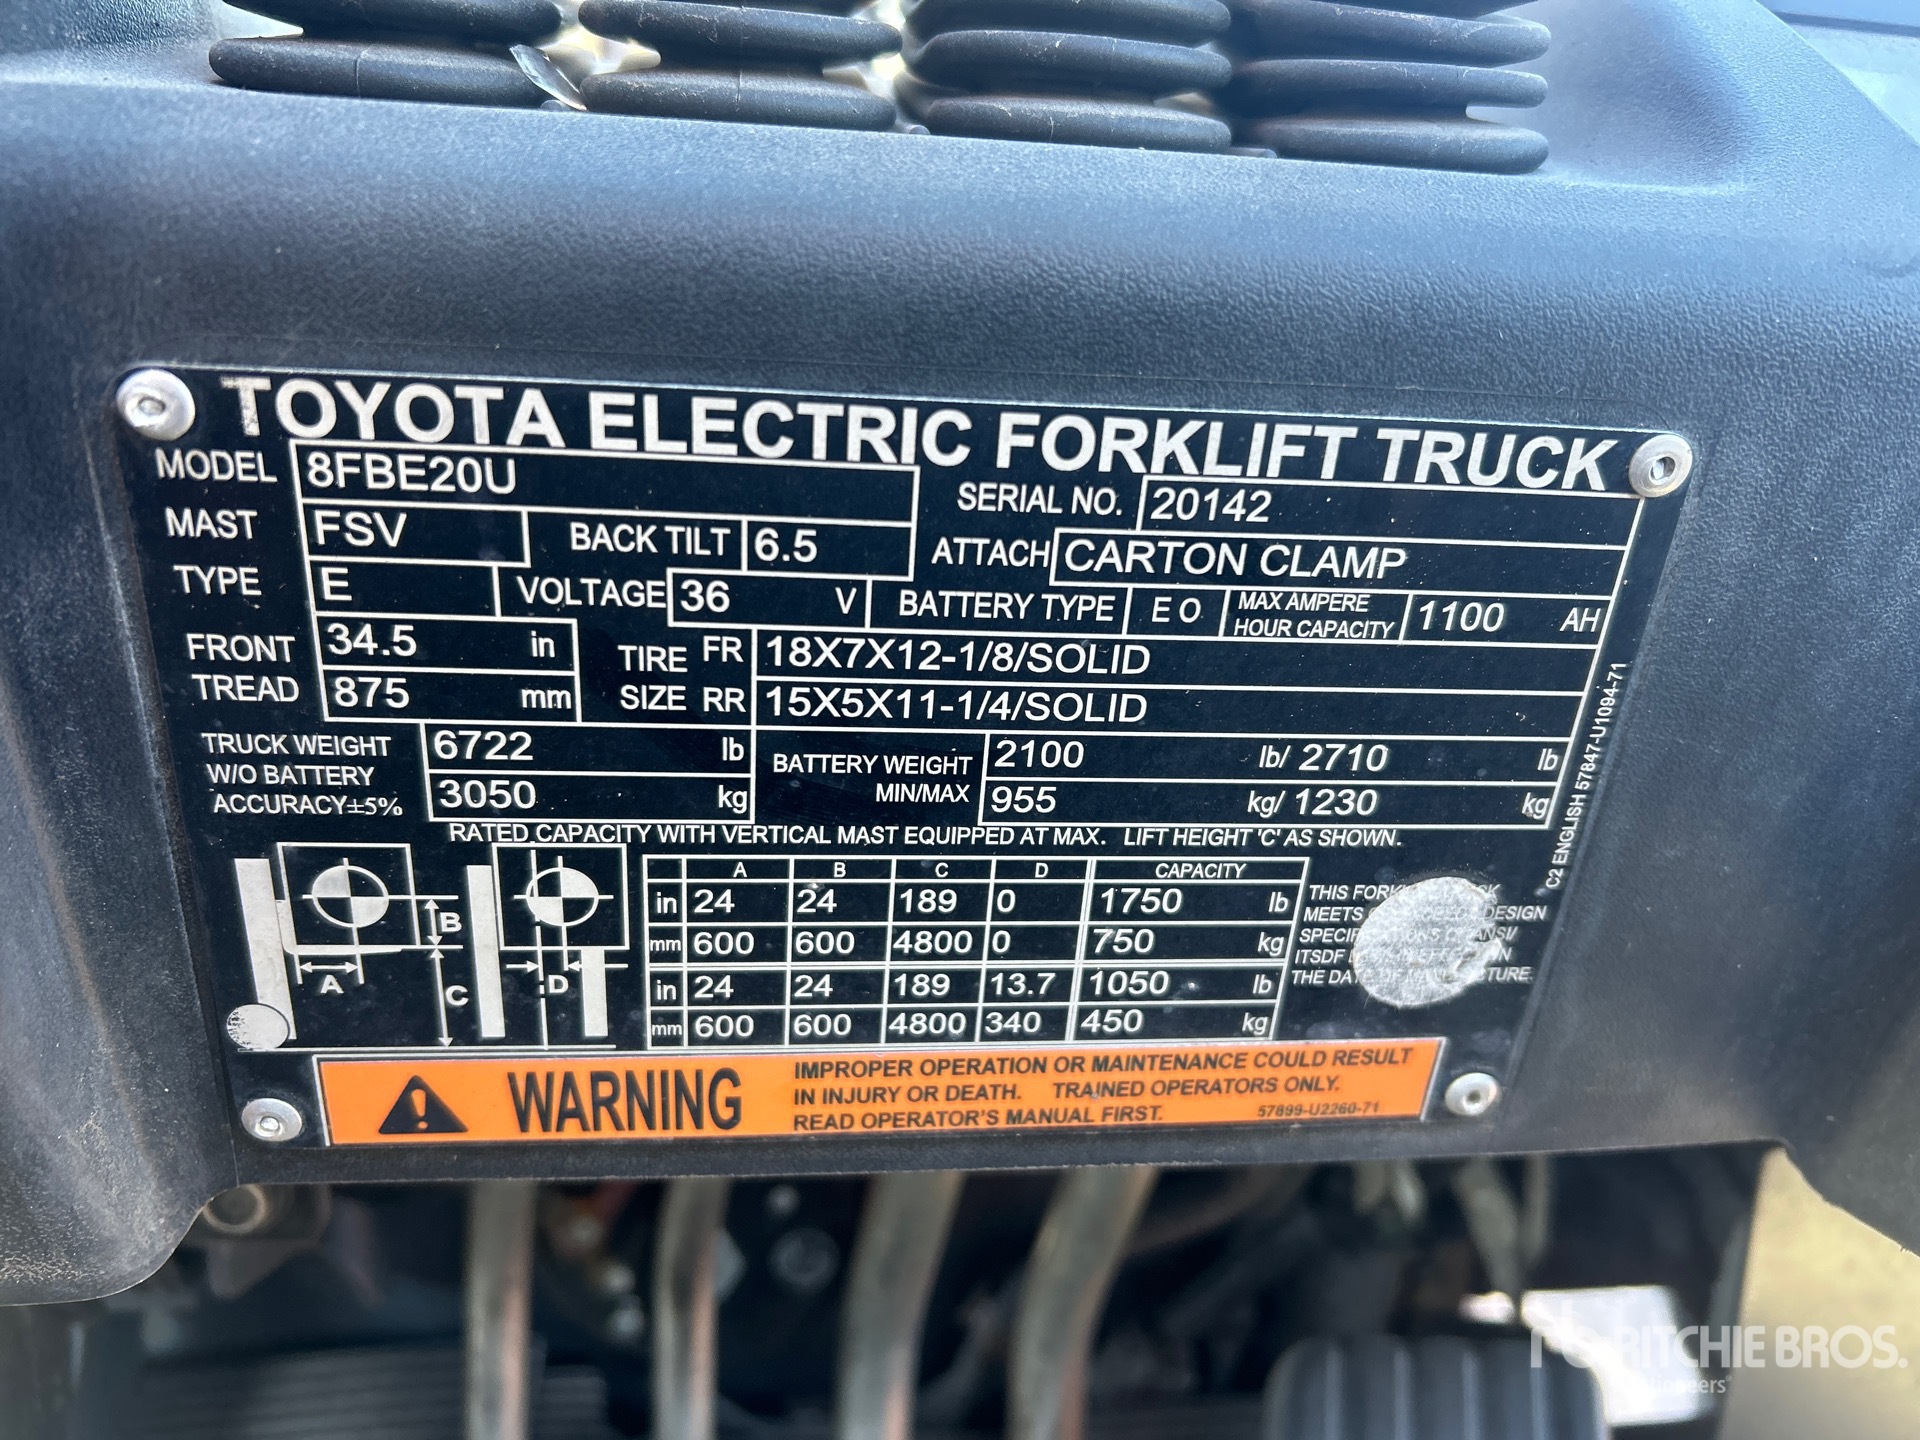 TOYOTA ELECTRIC FORKLIFT TRUCK
MODEL 8FBE20U SERIAL NO. 20142
MAST FSV BACK TILT 6.5 ATTACH CARTON CLAMP
TYPE E VOLTAGE 36 V BATTERY TYPE E O MAX AMPERE HOUR CAPACITY 1100 AH
FRONT TREAD 34.5 in TIRE SIZE FR 18X7X12-1/8/SOLID
875 mm RR 15X5X11-1/4/SOLID
TRUCK WEIGHT W/O BATTERY ACCURACY±5% 6722 lb BATTERY WEIGHT MIN/MAX 2100 lb/ 2710 lb
3050 kg 955 kg/ 1230 kg
C2 ENGLISH 57847-U1094-71
RATED CAPACITY WITH VERTICAL MAST EQUIPPED AT MAX. LIFT HEIGHT 'C' AS SHOWN.
A B C D
A B C D CAPACITY
in 24 24 189 0 1750 lb
mm 600 600 4800 0 750 kg
in 24 24 189 13.7 1050 lb
mm 600 600 4800 340 450 kg
THIS
MEETS DESIGN
ITSDF
THE
WARNING
IMPROPER OPERATION OR MAINTENANCE COULD RESULT
IN INJURY OR DEATH. TRAINED OPERATORS ONLY.
READ OPERATOR'S MANUAL FIRST. 57899-U2260-71
RITCHIE BROS.